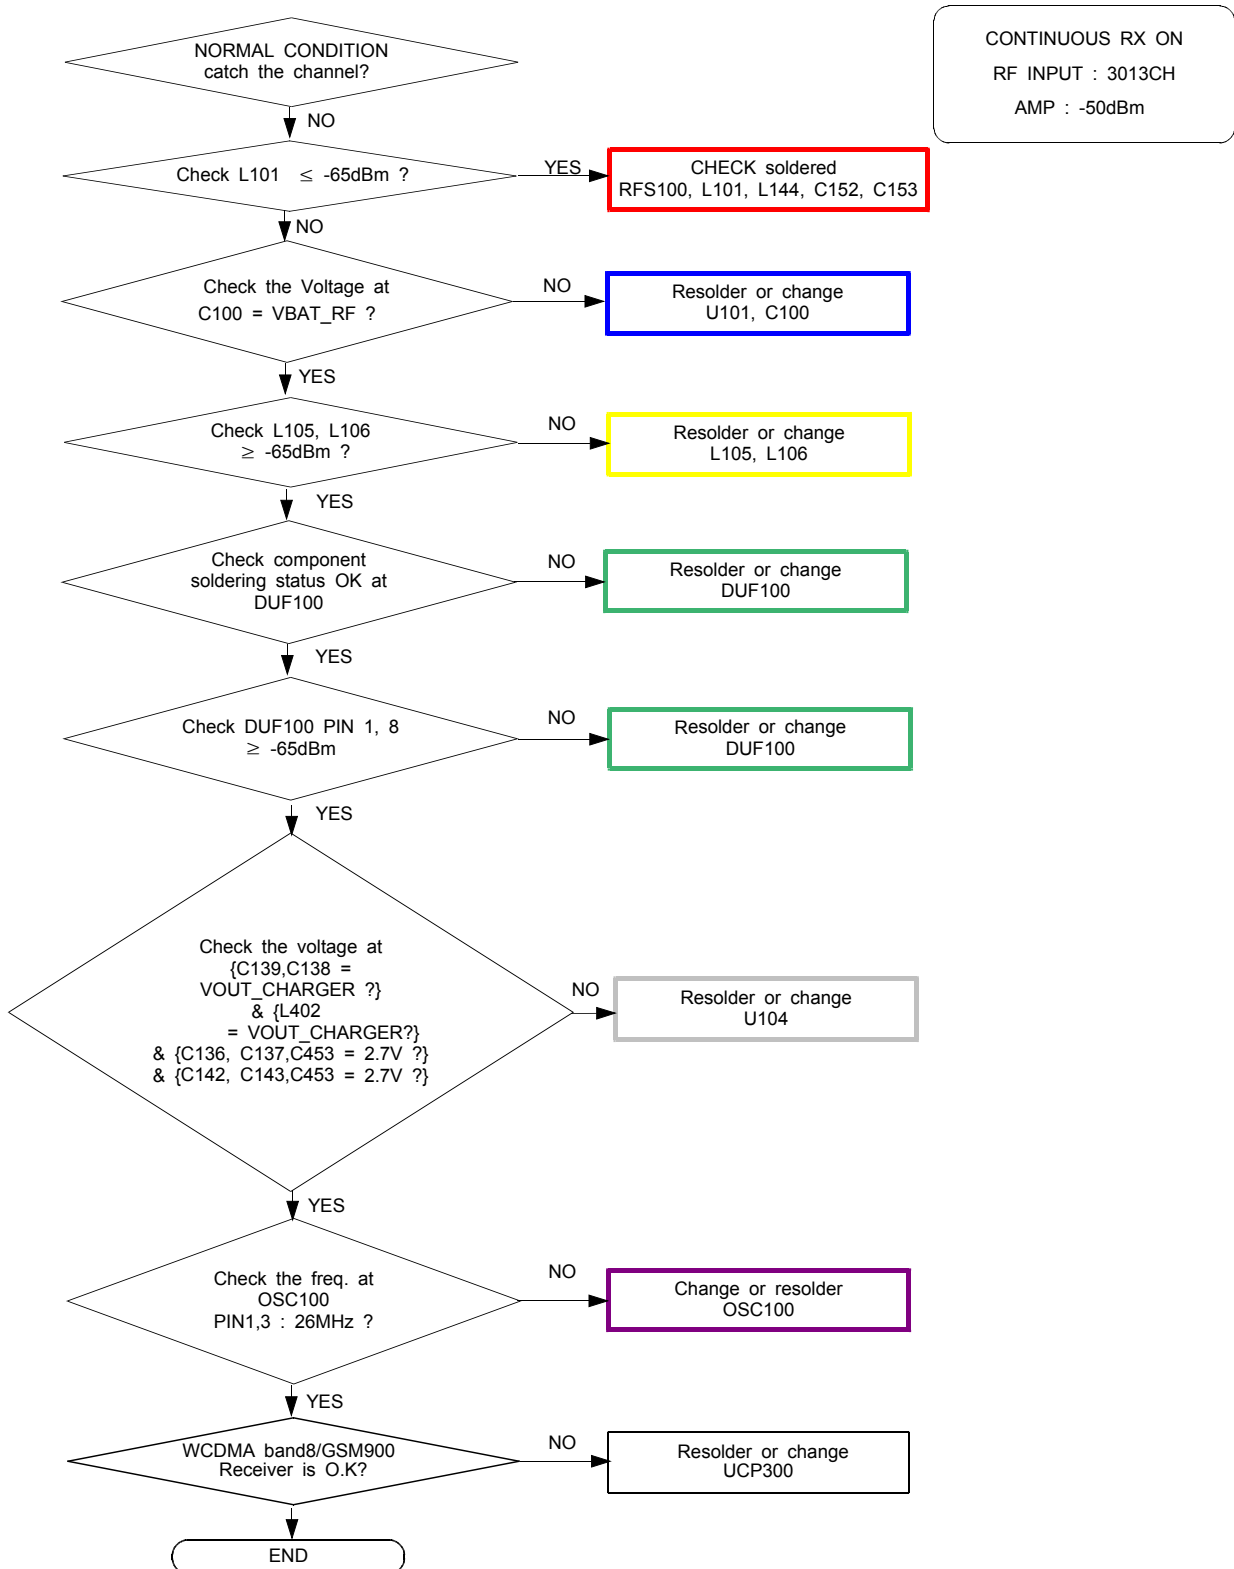 NORMAL CONDITION
catch the channel?
CONTINUOUS RX ON
RF INPUT : 3013CH
AMP : -50dBm
NO
Check L101 ≤ -65dBm ?
YES
CHECK soldered
RFS100, L101, L144, C152, C153
NO
Check the Voltage at
C100 = VBAT_RF ?
NO
Resolder or change
U101, C100
YES
Check L105, L106
≥ -65dBm ?
NO
Resolder or change
L105, L106
YES
Check component
soldering status OK at
DUF100
NO
Resolder or change
DUF100
YES
Check DUF100 PIN 1, 8
≥ -65dBm
NO
Resolder or change
DUF100
YES
Check the voltage at
{C139,C138 =
VOUT_CHARGER ?}
& {L402
= VOUT_CHARGER?}
& {C136, C137,C453 = 2.7V ?}
& {C142, C143,C453 = 2.7V ?}
NO
Resolder or change
U104
YES
Check the freq. at
OSC100
PIN1,3 : 26MHz ?
NO
Change or resolder
OSC100
YES
WCDMA band8/GSM900
Receiver is O.K?
NO
Resolder or change
UCP300
END